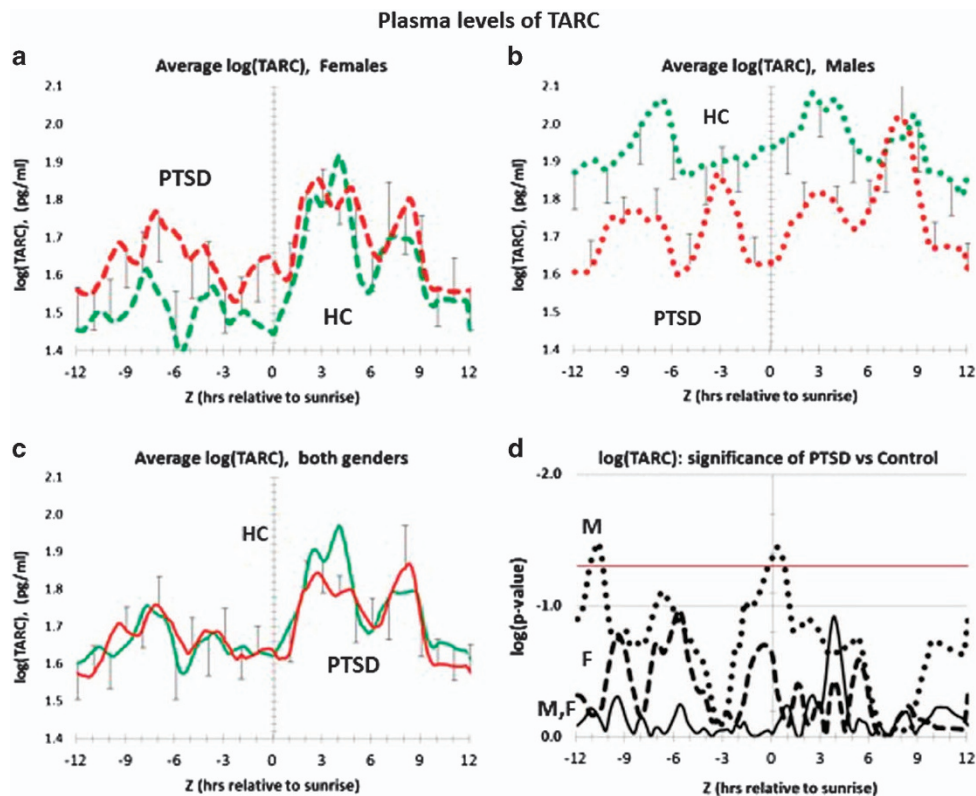 Plasma levels of TARC
a
Average log(TARC), Females
log(TARC), (pg/ml)
2.1
2.0
1.9
1.8
1.7
1.6
1.5
1.4
PTSD
HC
-12 -9 -6 -3 0 3 6 9 12
Z (hrs relative to sunrise)
b
Average log(TARC), Males
log(TARC), (pg/ml)
2.1
2.0
1.9
1.8
1.7
1.6
1.5
1.4
HC
PTSD
-12 -9 -6 -3 0 3 6 9 12
Z (hrs relative to sunrise)
c
Average log(TARC), both genders
log(TARC), (pg/ml)
2.1
2.0
1.9
1.8
1.7
1.6
1.5
1.4
HC
PTSD
-12 -9 -6 -3 0 3 6 9 12
Z (hrs relative to sunrise)
d
log(TARC): significance of PTSD vs Control
log(p-value)
-2.0
-1.0
0.0
M
F
M,F
-12 -9 -6 -3 0 3 6 9 12
Z (hrs relative to sunrise)